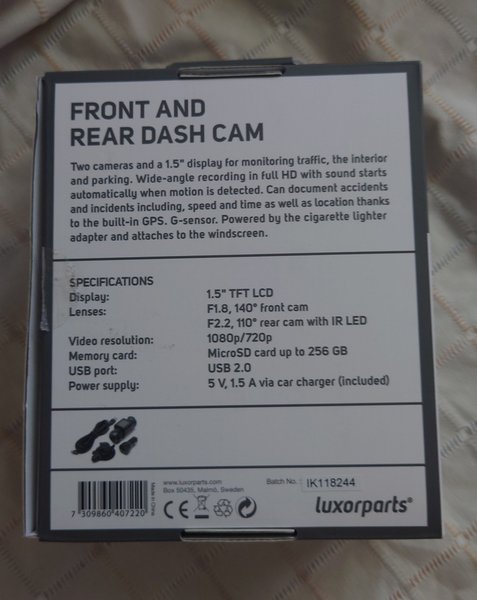 FRONT AND
REAR DASH CAM
Two cameras and a 1.5" display for monitoring traffic, the interior
and parking. Wide-angle recording in full HD with sound starts
automatically when motion is detected. Can document accidents
and incidents including, speed and time as well as location thanks
to the built-in GPS. G-sensor. Powered by the cigarette lighter
adapter and attaches to the windscreen.
SPECIFICATIONS
Display: 1.5" TFT LCD
Lenses: F1.8, 140° front cam
F2.2, 110° rear cam with IR LED
Video resolution: 1080p/720p
Memory card: MicroSD card up to 256 GB
USB port: USB 2.0
Power supply: 5 V, 1.5 A via car charger (included)
7 309860 407220
Made in China
www.luxorparts.com
Box 50435, Malmö, Sweden
CE
Batch No.: IK118244
luxorparts®